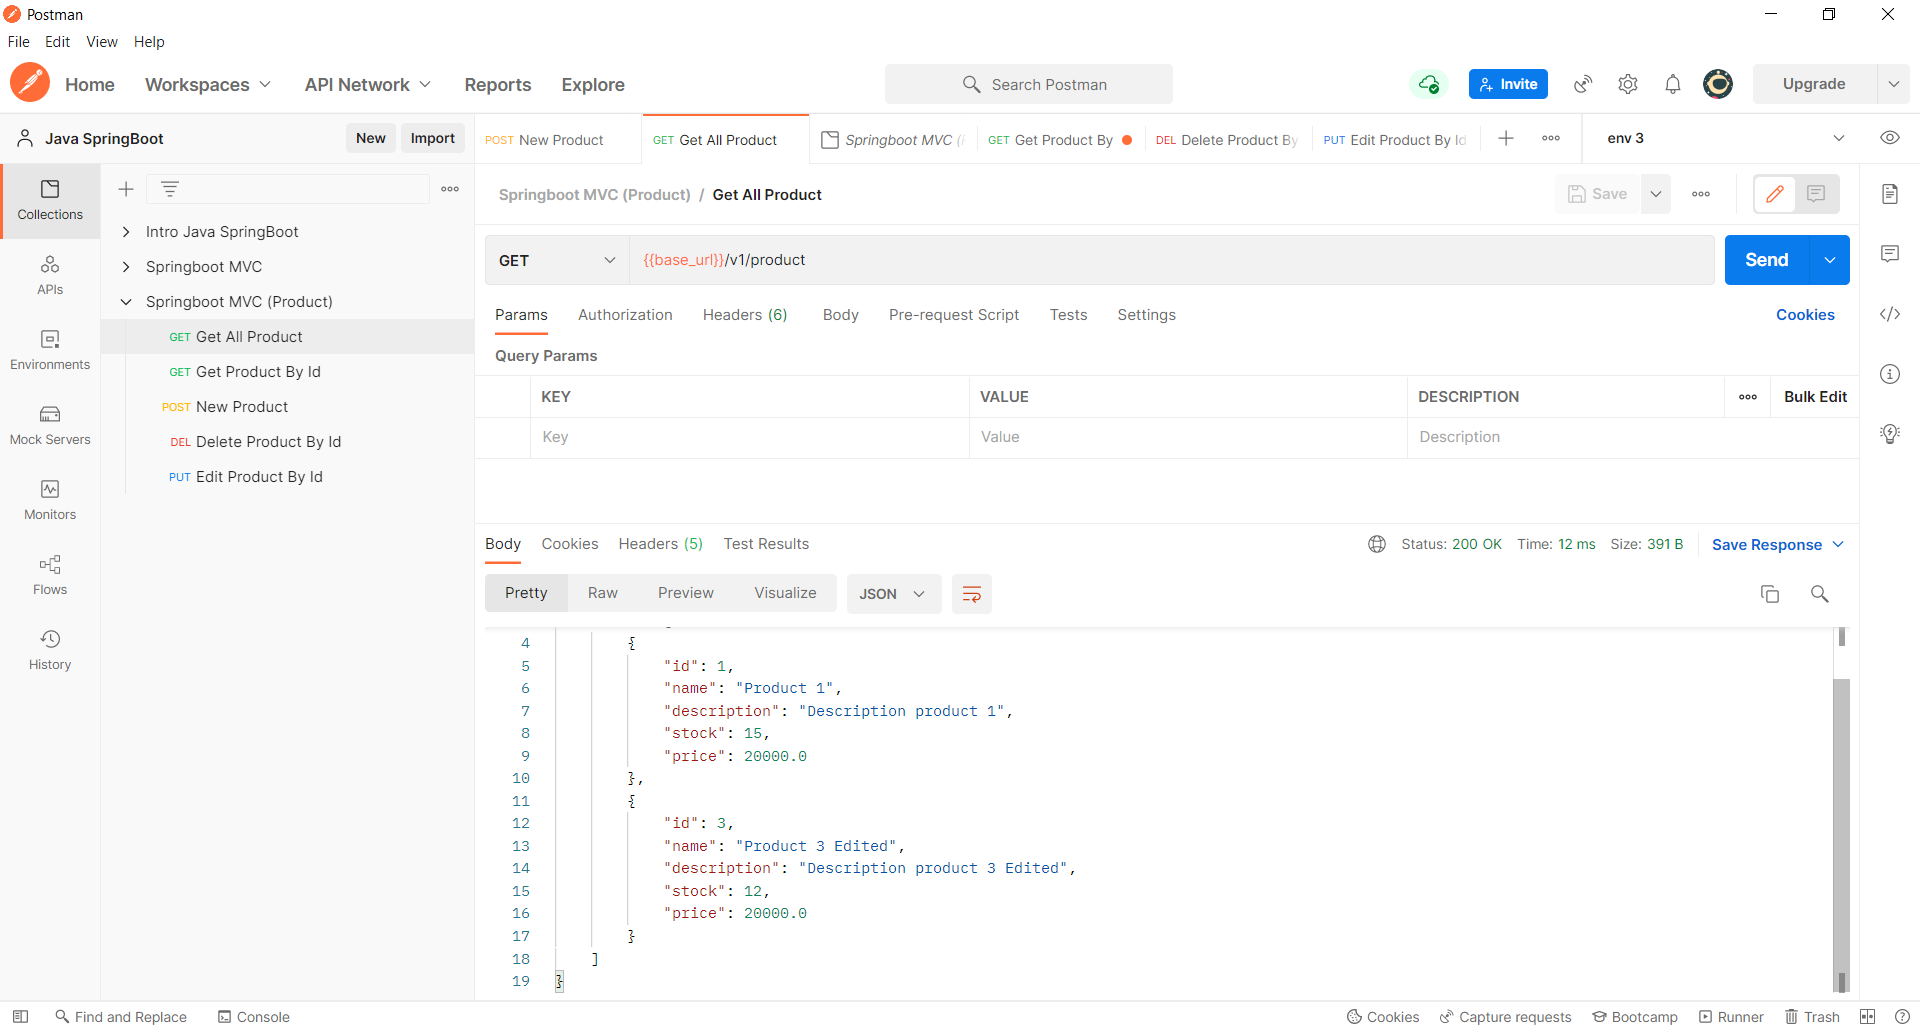 Postman
File Edit View Help
Home Workspaces API Network Reports Explore Search Postman Invite Upgrade
Java SpringBoot New Import
POST New Product GET Get All Product Springboot MVC ( GET Get Product By DEL Delete Product By PUT Edit Product By Id env 3
Collections
APIs
Environments
Mock Servers
Monitors
Flows
History
Intro Java SpringBoot
Springboot MVC
Springboot MVC (Product)
GET Get All Product
GET Get Product By Id
POST New Product
DEL Delete Product By Id
PUT Edit Product By Id
Springboot MVC (Product) / Get All Product Save
GET {{base_url}}/v1/product Send
Params Authorization Headers (6) Body Pre-request Script Tests Settings Cookies
Query Params
KEY VALUE DESCRIPTION Bulk Edit
Key Value Description
Body Cookies Headers (5) Test Results Status: 200 OK Time: 12 ms Size: 391 B Save Response
Pretty Raw Preview Visualize JSON
4 {
5 "id": 1,
6 "name": "Product 1",
7 "description": "Description product 1",
8 "stock": 15,
9 "price": 20000.0
10 },
11 {
12 "id": 3,
13 "name": "Product 3 Edited",
14 "description": "Description product 3 Edited",
15 "stock": 12,
16 "price": 20000.0
17 }
18 ]
19 }
Find and Replace Console Cookies Capture requests Bootcamp Runner Trash